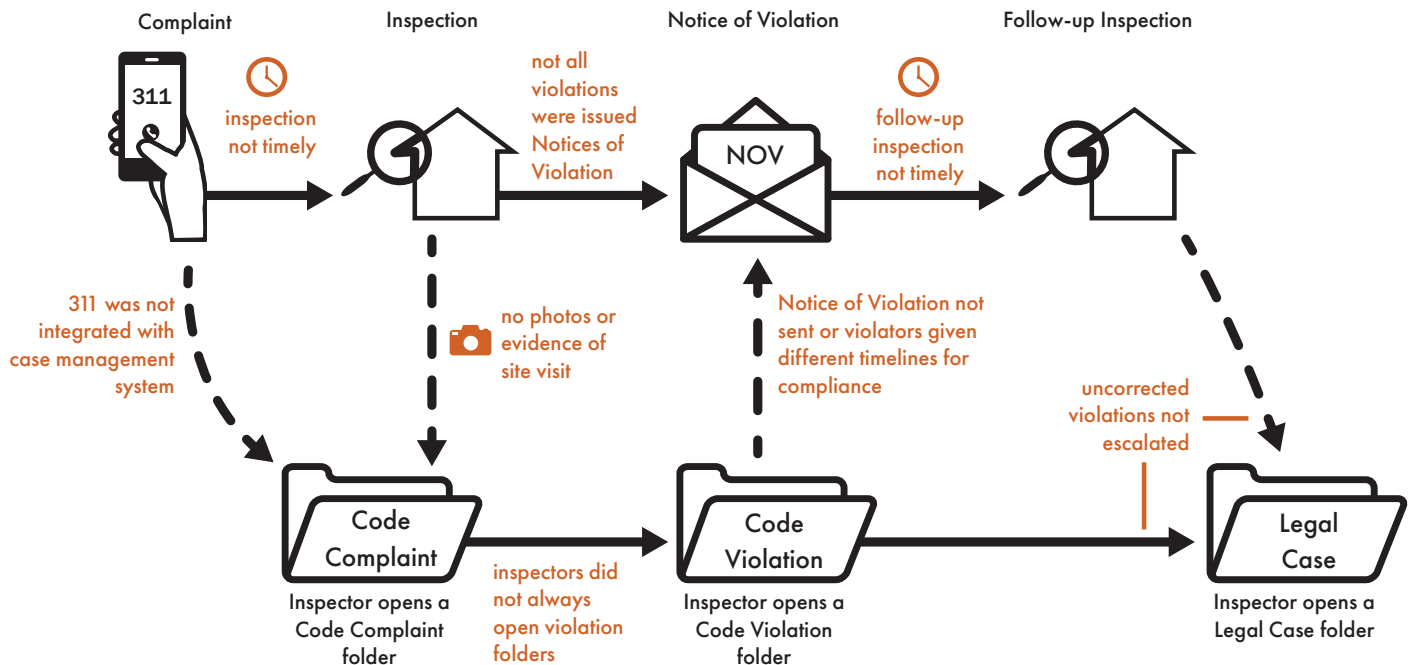 Complaint
Inspection
Notice of Violation
Follow-up Inspection
311
inspection
not timely
not all
violations
were issued
Notices of
Violation
NOV
follow-up
inspection
not timely
311 was not
integrated with
case management
system
no photos or
evidence of
site visit
Notice of Violation not
sent or violators given
different timelines for
compliance
uncorrected
violations not
escalated
Code
Complaint
Inspector opens a
Code Complaint
folder
inspectors did
not always
open violation
folders
Code
Violation
Inspector opens a
Code Violation
folder
Legal
Case
Inspector opens a
Legal Case folder